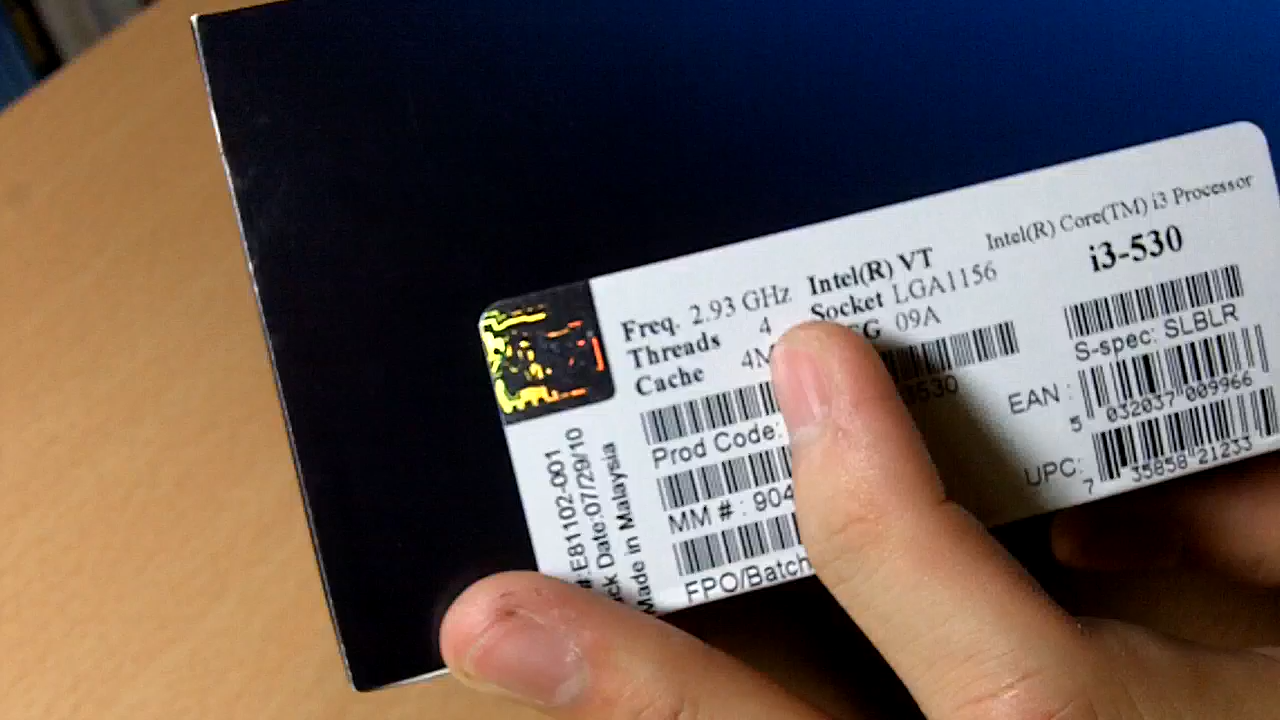 Intel(R) Core(TM) i3 Processor
i3-530
Freq. 2.93 GHz
Threads 4
Cache
Intel(R) VT
Socket LGA1156
09A
S-spec: SLBLR
EAN :
5 032037 009966
UPC:
7 35858 21233
Prod Code:
MM # : 904
FPO/Batch
E81102-001
Date:07/29/10
Made in Malaysia